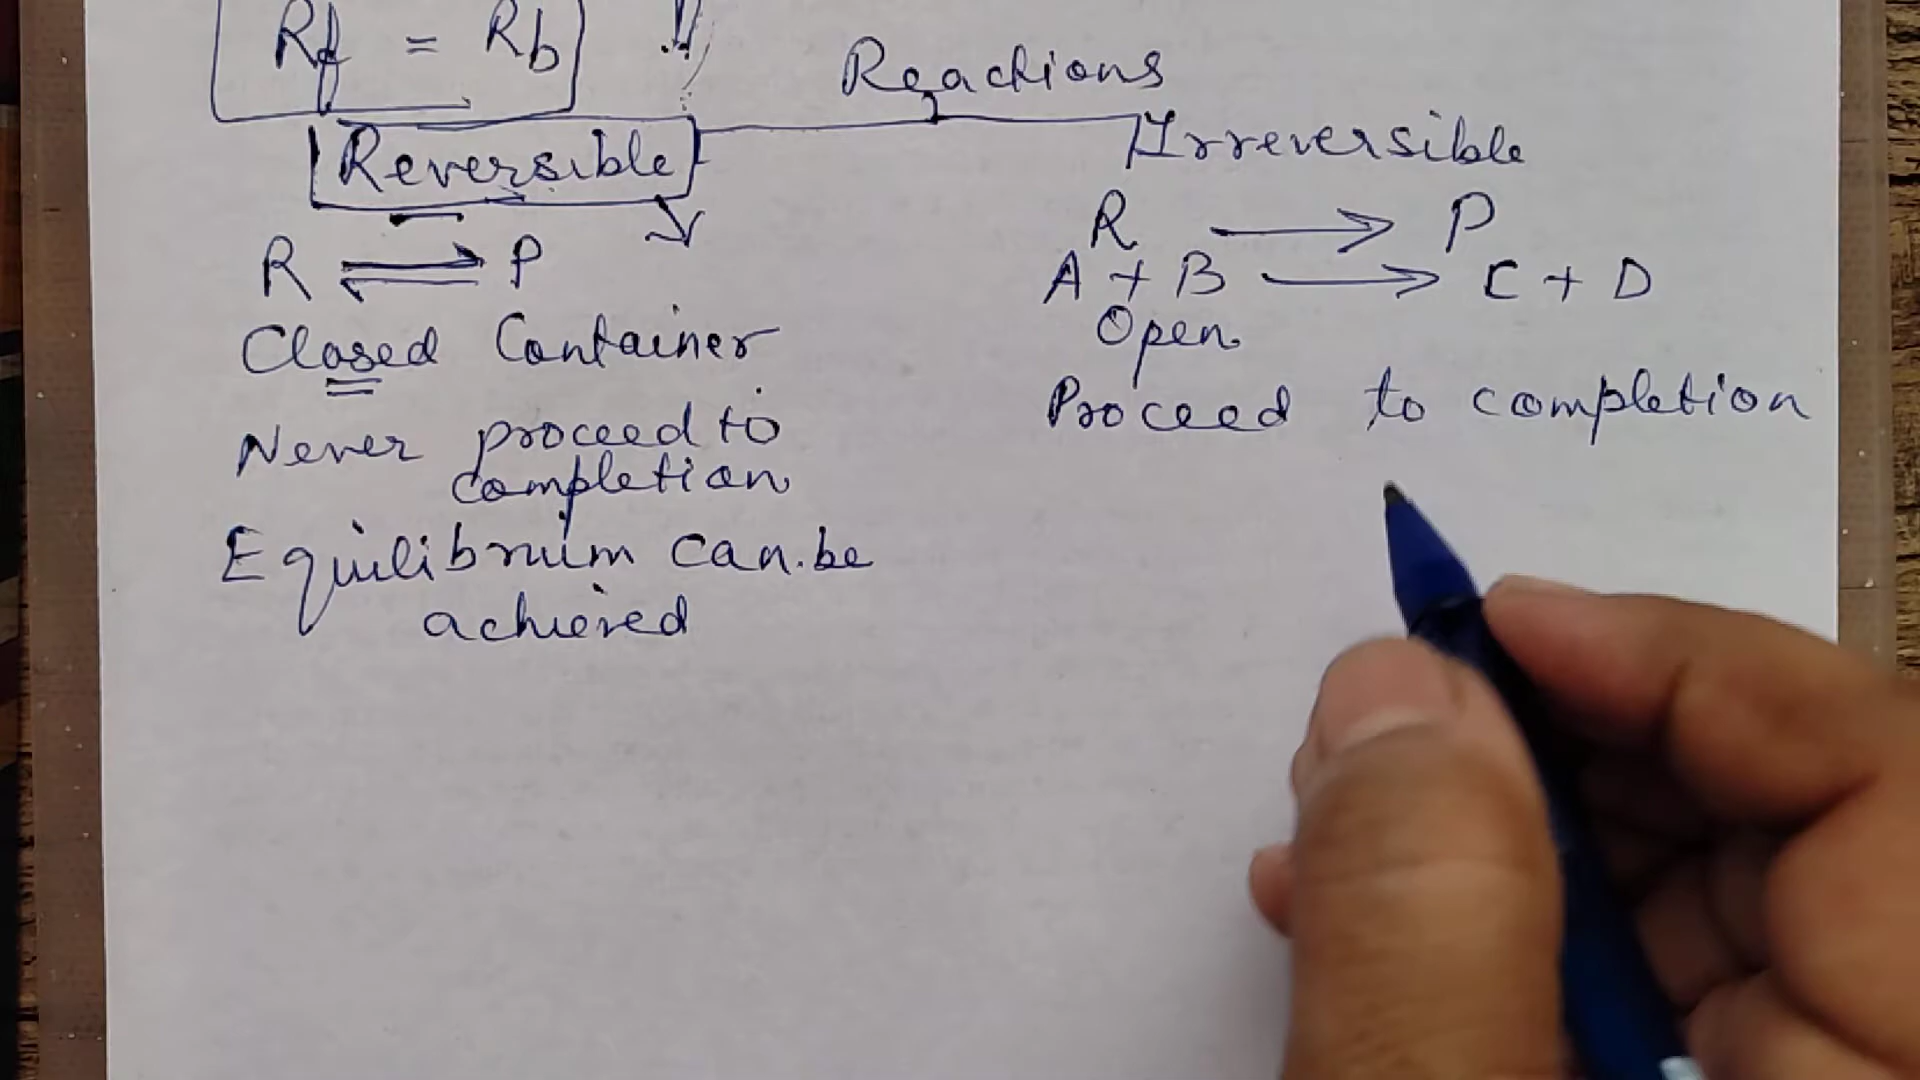 Rf = Rb !!
Reactions
Reversible
Irreversible
R ⇌ P
R → P
A + B → C + D
Closed Container
Open
Never proceed to
completion
Proceed to completion
Equilibrium can be
achieved